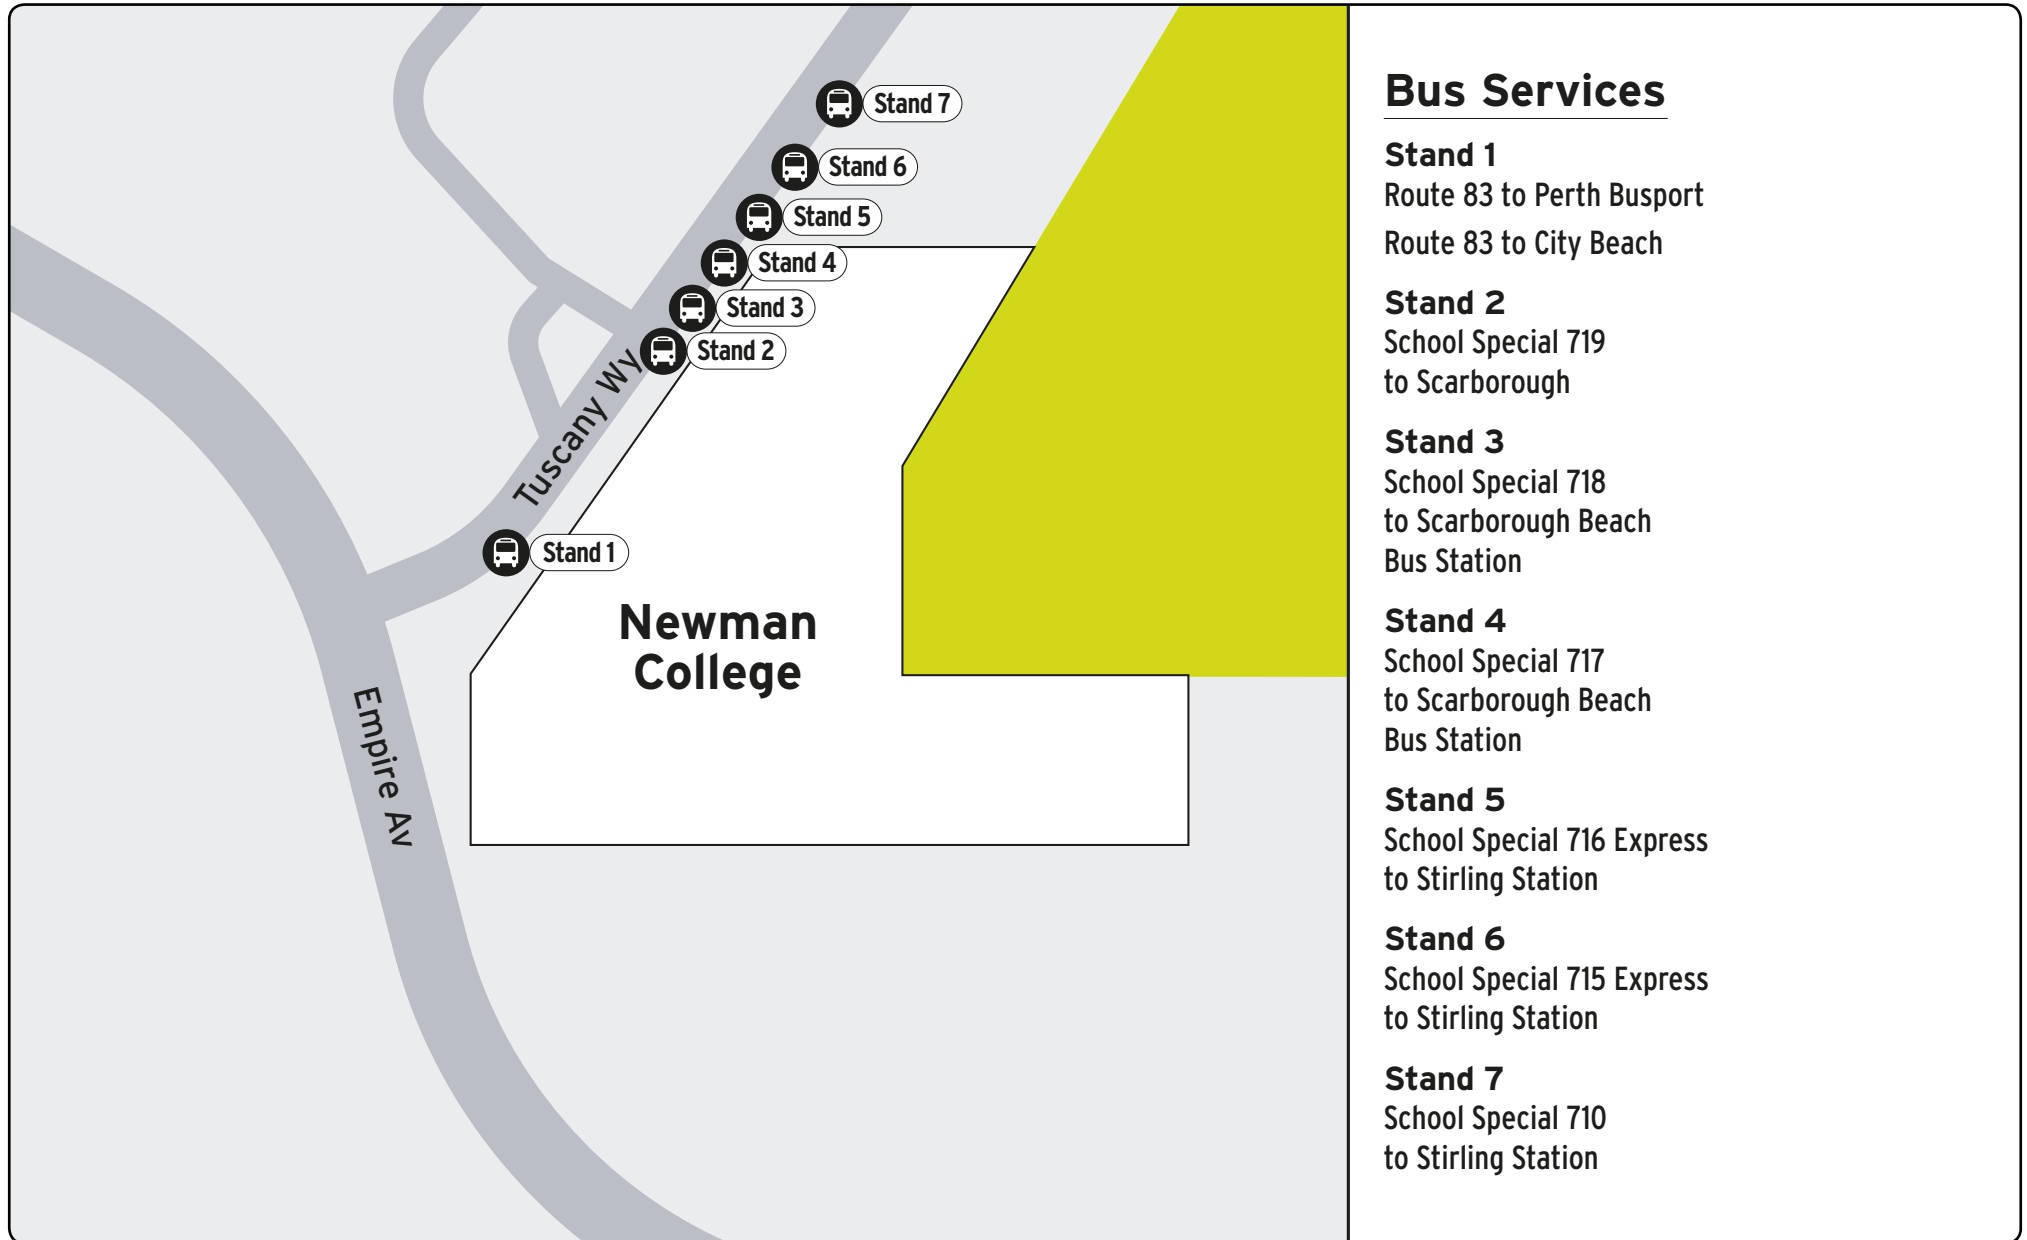 Stand 7
Stand 6
Stand 5
Stand 4
Stand 3
Stand 2
Tuscany Wy
Stand 1
Newman
College
Empire Av
Bus Services
Stand 1
Route 83 to Perth Busport
Route 83 to City Beach
Stand 2
School Special 719
to Scarborough
Stand 3
School Special 718
to Scarborough Beach
Bus Station
Stand 4
School Special 717
to Scarborough Beach
Bus Station
Stand 5
School Special 716 Express
to Stirling Station
Stand 6
School Special 715 Express
to Stirling Station
Stand 7
School Special 710
to Stirling Station